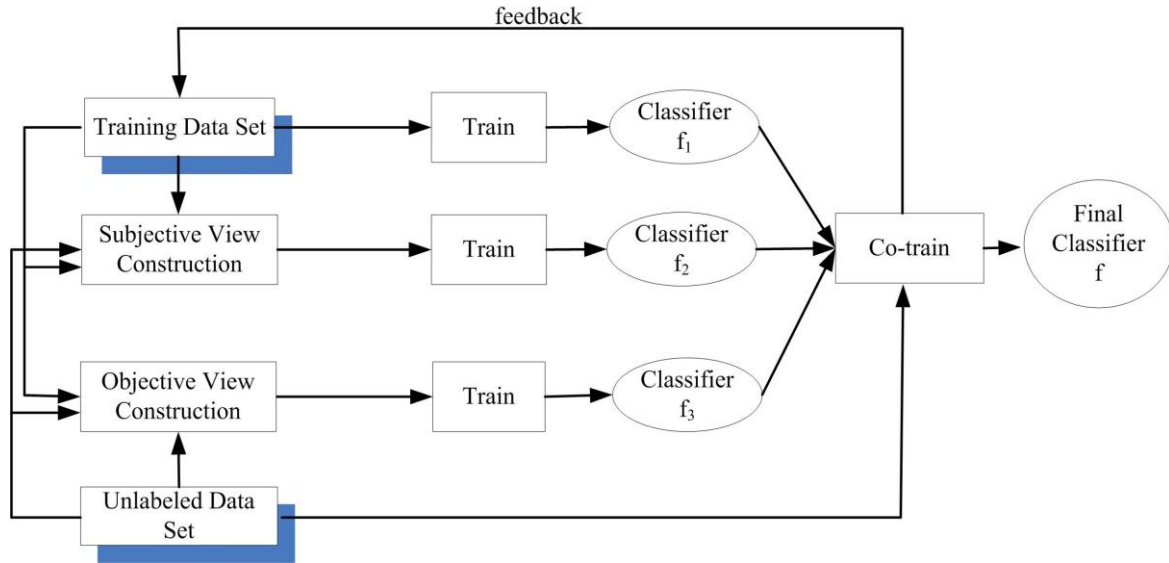 feedback
Training Data Set
Train
Classifier
f₁
Subjective View
Construction
Train
Classifier
f₂
Co-train
Final
Classifier
f
Objective View
Construction
Train
Classifier
f₃
Unlabeled Data
Set